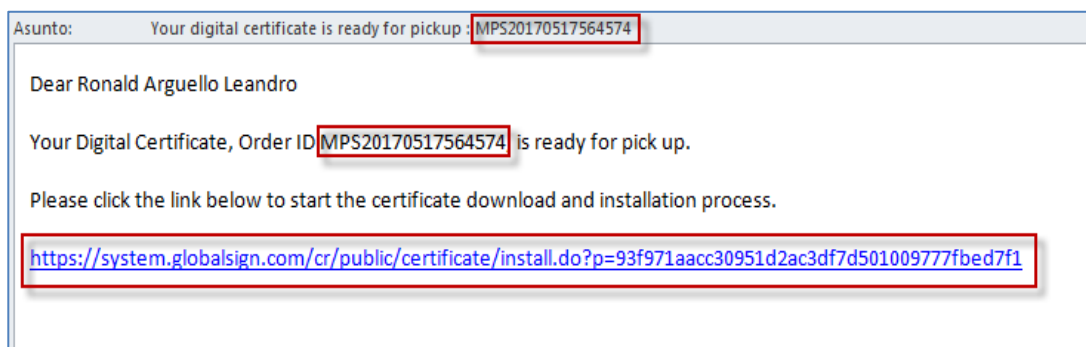 Asunto: Your digital certificate is ready for pickup : MPS20170517564574
Dear Ronald Arguello Leandro
Your Digital Certificate, Order ID MPS20170517564574 is ready for pick up.
Please click the link below to start the certificate download and installation process.
https://system.globalsign.com/cr/public/certificate/install.do?p=93f971aacc30951d2ac3df7d501009777fbed7f1